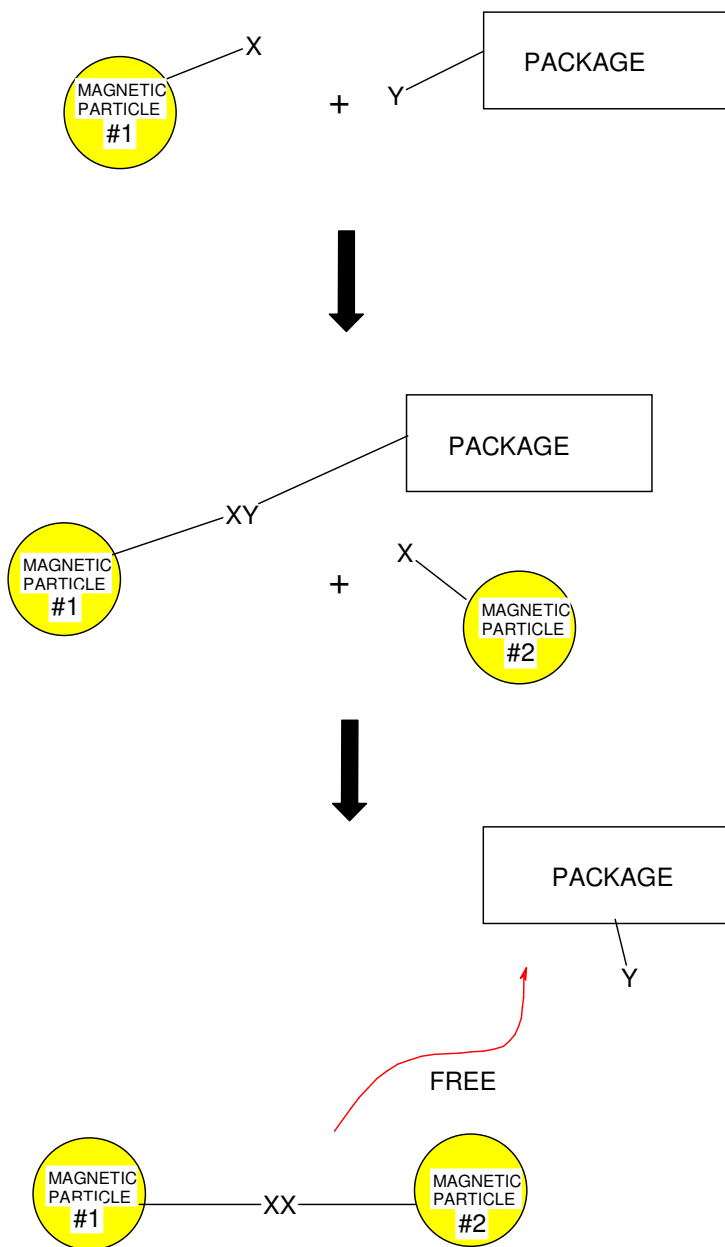 X
MAGNETIC
PARTICLE
#1
+
Y
PACKAGE
PACKAGE
XY
MAGNETIC
PARTICLE
#1
+
X
MAGNETIC
PARTICLE
#2
PACKAGE
Y
FREE
MAGNETIC
PARTICLE
#1
XX
MAGNETIC
PARTICLE
#2